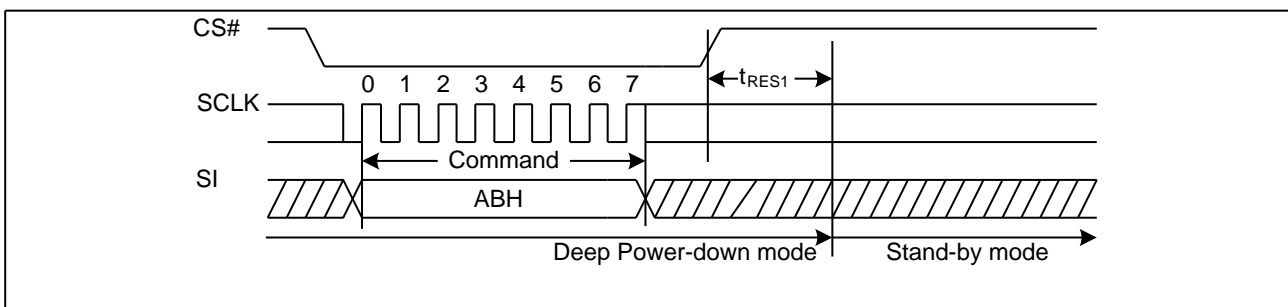 CS#
tRES1
0 1 2 3 4 5 6 7
SCLK
Command
SI
ABH
Deep Power-down mode Stand-by mode